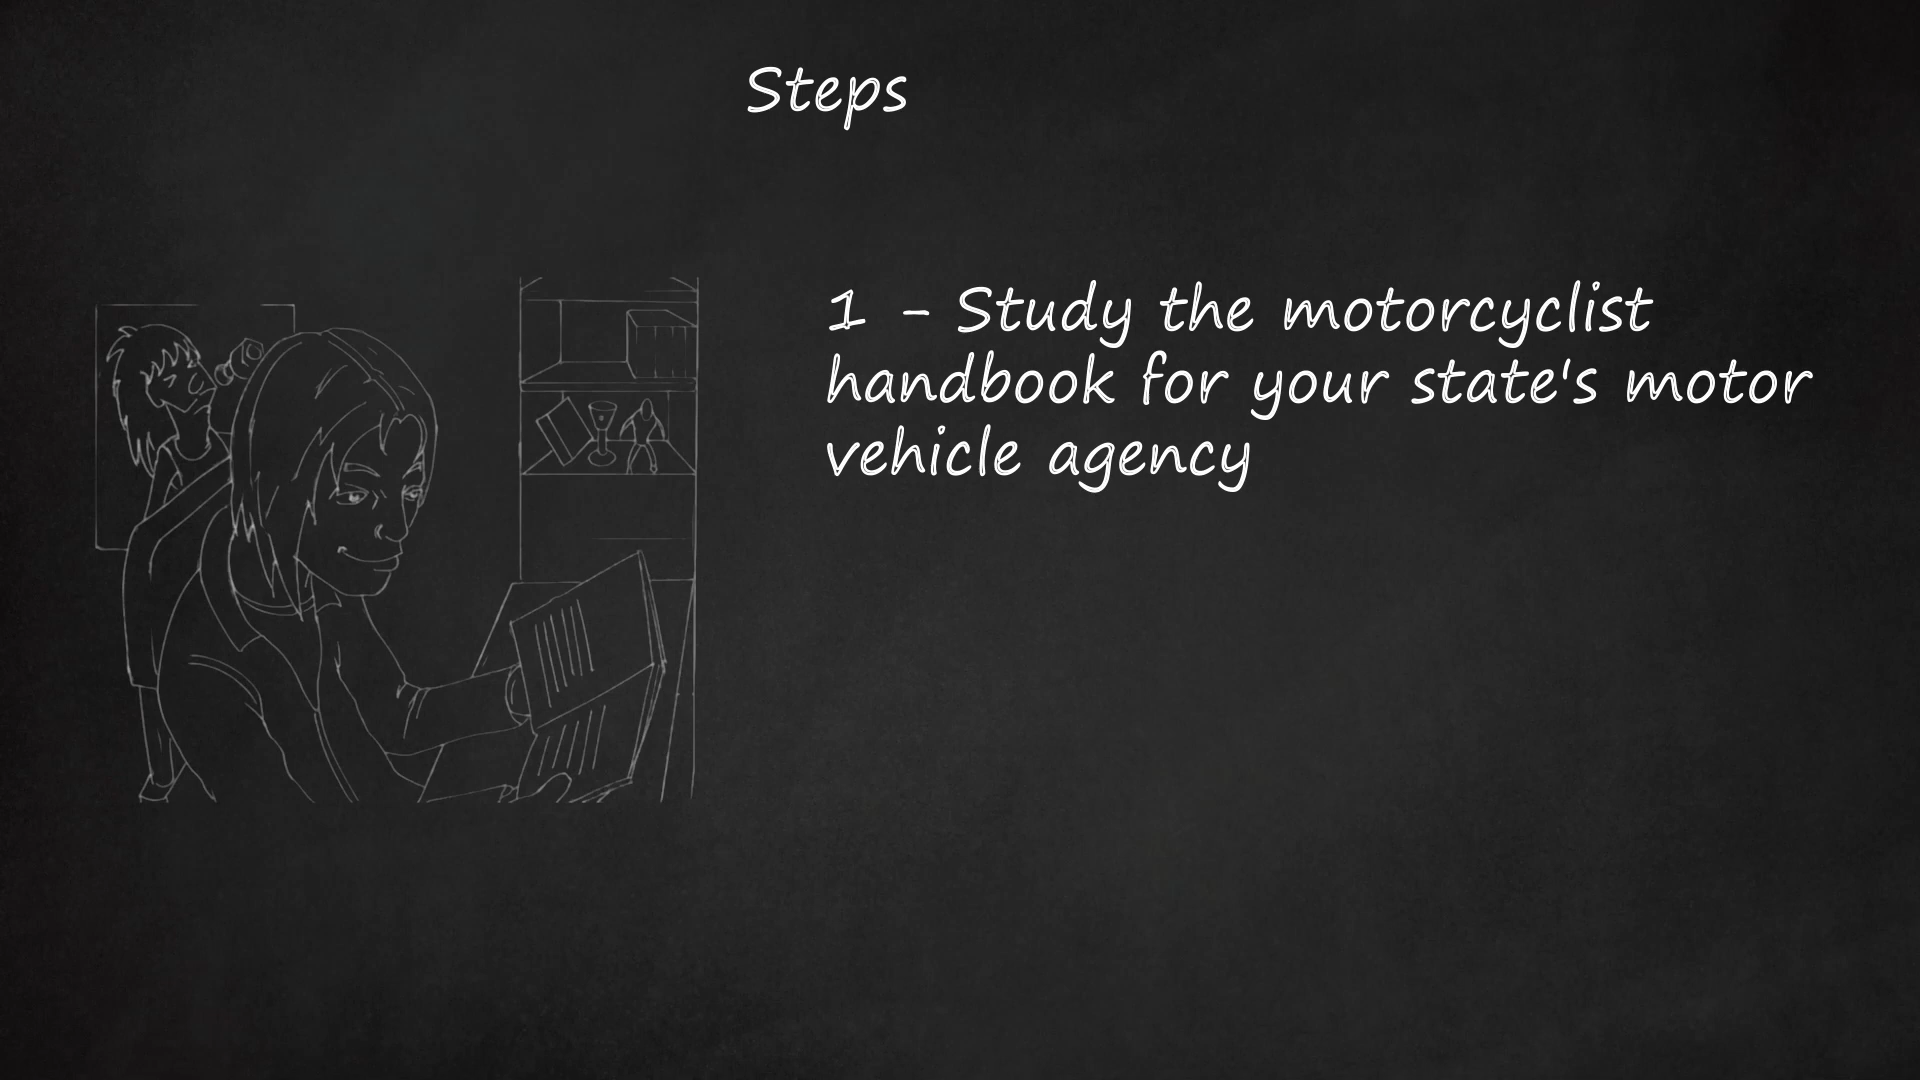 Steps
1 - Study the motorcyclist
handbook for your state's motor
vehicle agency